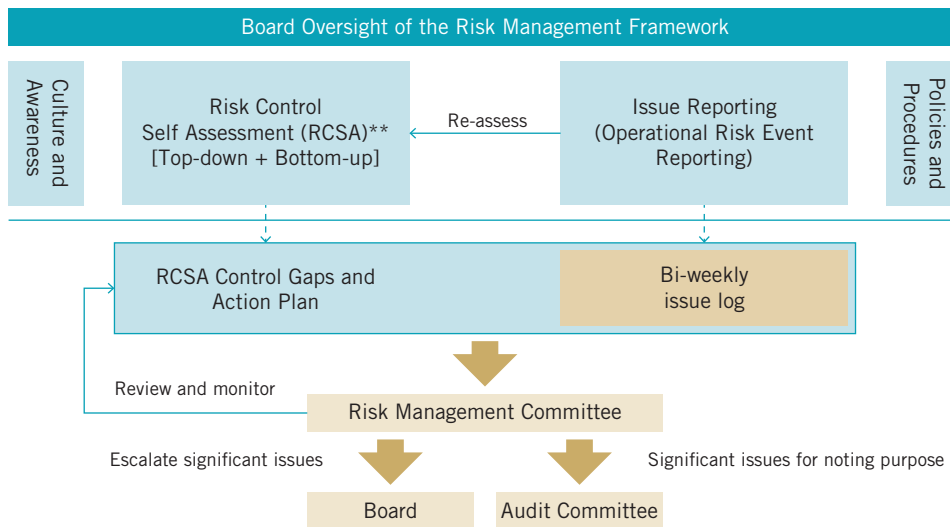 Board Oversight of the Risk Management Framework
Culture and
Awareness
Risk Control
Self Assessment (RCSA)**
[Top-down + Bottom-up]
Re-assess
Issue Reporting
(Operational Risk Event
Reporting)
Policies and
Procedures
RCSA Control Gaps and
Action Plan
Bi-weekly
issue log
Review and monitor
Risk Management Committee
Escalate significant issues
Significant issues for noting purpose
Board
Audit Committee